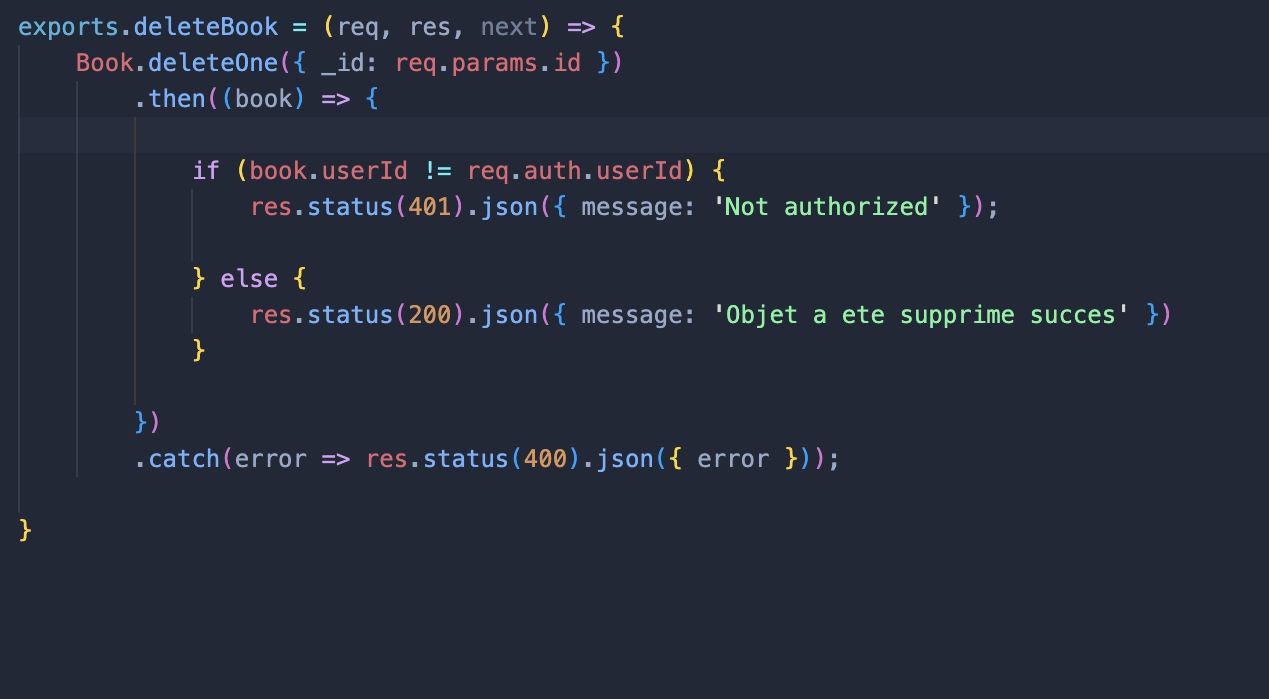 exports.deleteBook = (req, res, next) => {
    Book.deleteOne({ _id: req.params.id })
        .then((book) => {
            if (book.userId != req.auth.userId) {
                res.status(401).json({ message: 'Not authorized' });
            } else {
                res.status(200).json({ message: 'Objet a ete supprime succes' })
            }
        })
        .catch(error => res.status(400).json({ error }));
}